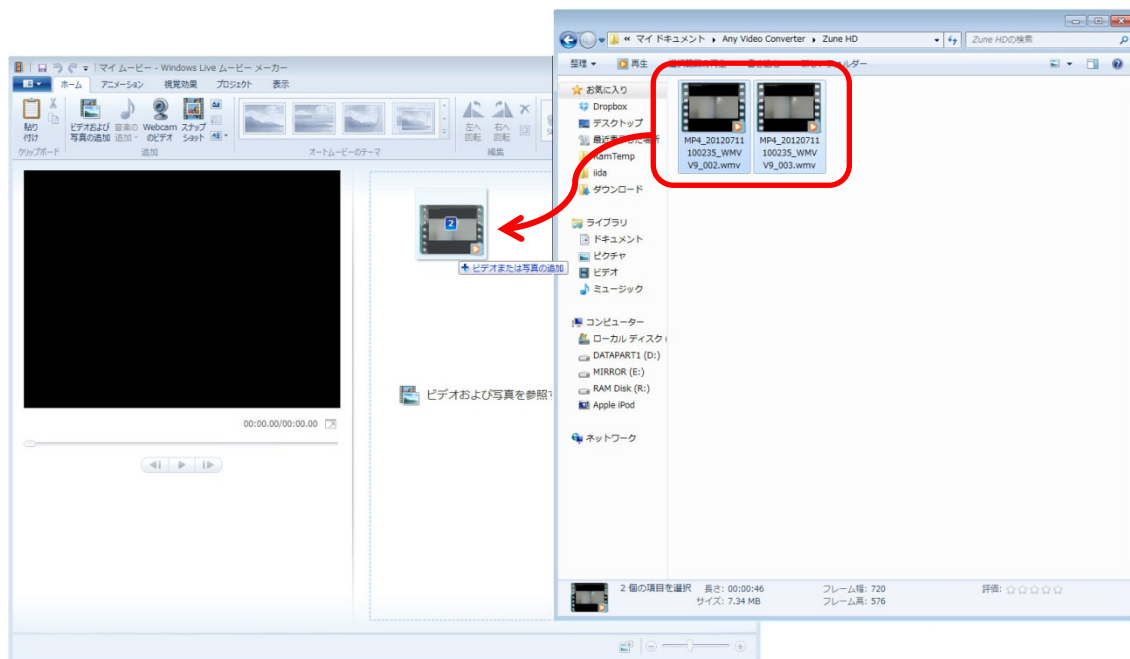 マイ ムービー - Windows Live ムービー メーカー
ホーム アニメーション 視覚効果 プロジェクト 表示
貼り
付け
ビデオおよび
写真の追加
音楽の
追加
Webcam
のビデオ
スナップ
ショット
左へ
回転
右へ
回転
クリップボード 追加 オートムービーのテーマ 編集
2
ビデオまたは写真の追加
ビデオおよび写真を参照
00:00.00/00:00.00
« マイ ドキュメント Any Video Converter Zune HD
Zune HDの検索
整理 再生
お気に入り
Dropbox
デスクトップ
RamTemp
iida
ダウンロード
ライブラリ
ドキュメント
ピクチャ
ビデオ
ミュージック
コンピューター
ローカル ディスク (
DATAPART1 (D:)
MIRROR (E:)
RAM Disk (R:)
Apple iPod
ネットワーク
MP4_20120711
100235_WMV
V9_002.wmv
MP4_20120711
100235_WMV
V9_003.wmv
2 個の項目を選択 長さ: 00:00:46 フレーム幅: 720 評価:
サイズ: 7.34 MB フレーム高: 576